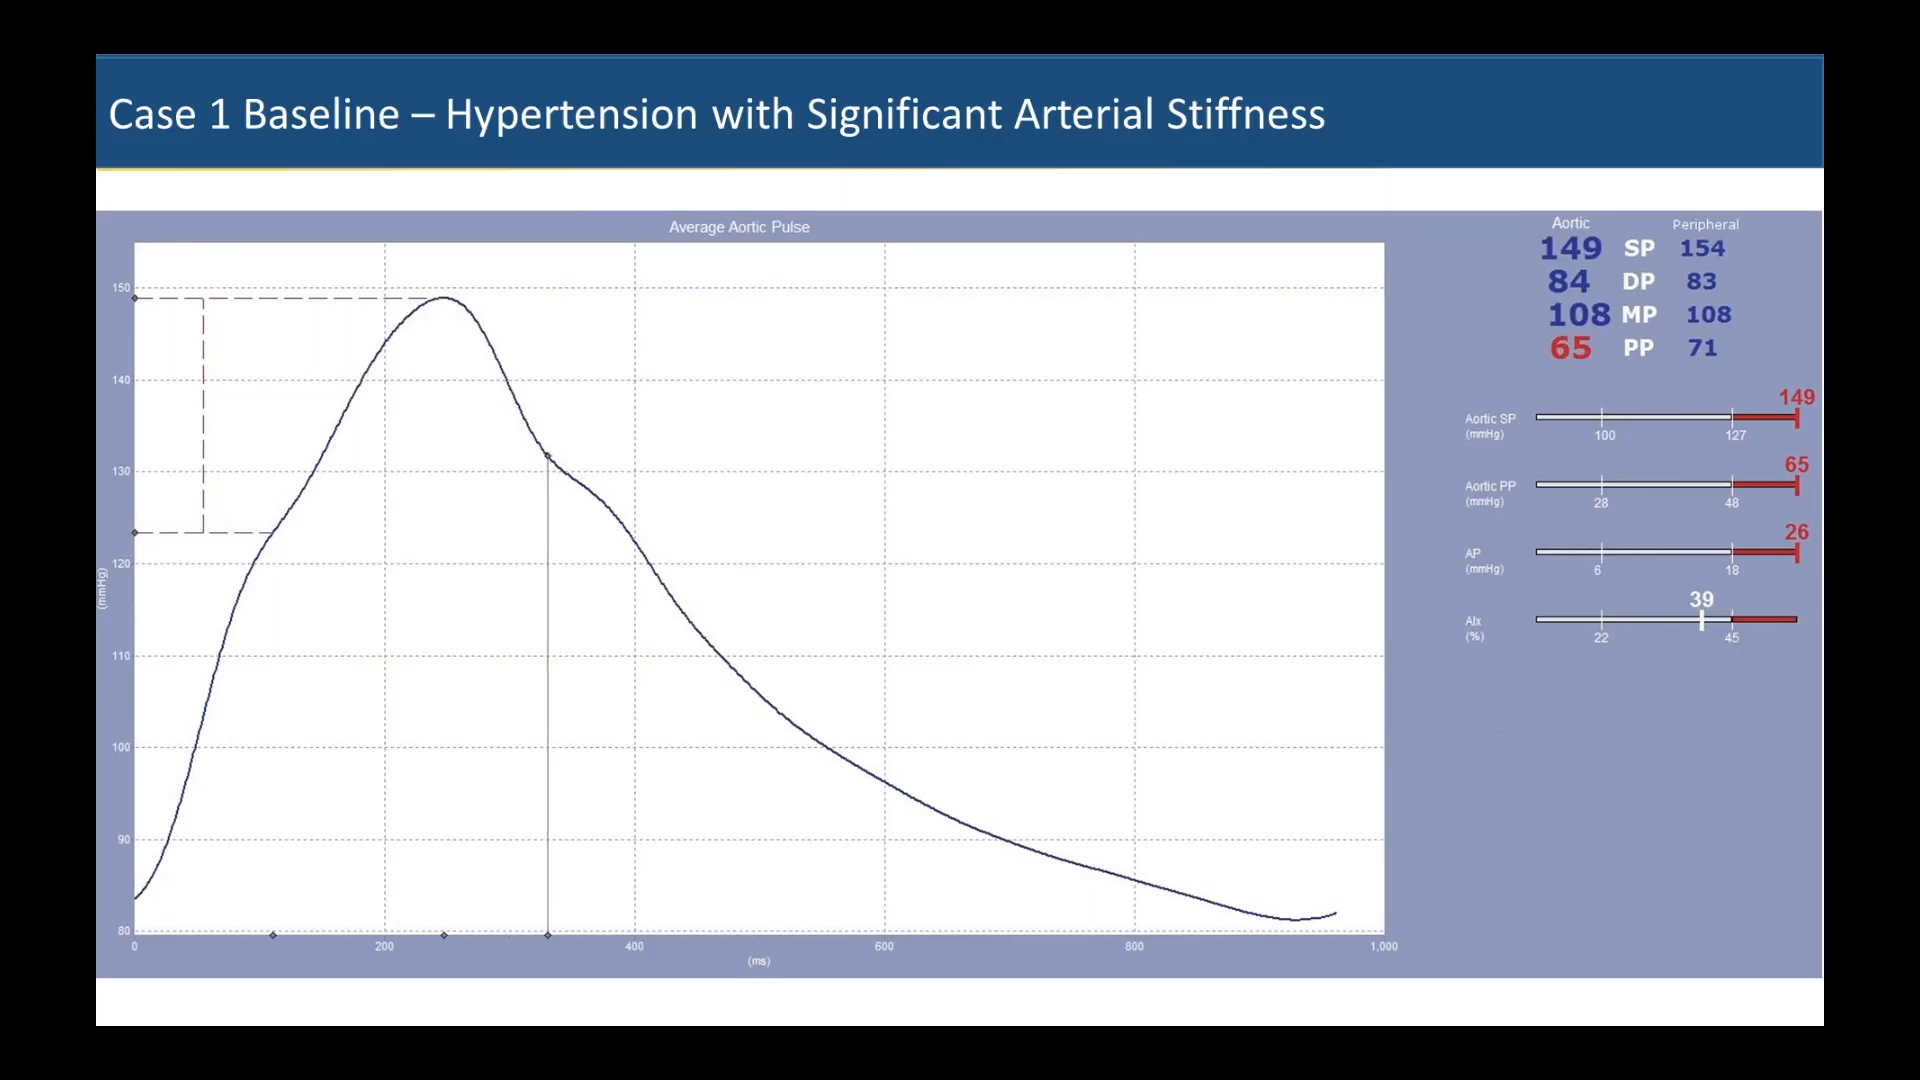 Case 1 Baseline – Hypertension with Significant Arterial Stiffness
Average Aortic Pulse
150
140
130
120
110
100
90
80
(mmHg)
0 200 400 600 800 1,000
(ms)
Aortic Peripheral
149 SP 154
84 DP 83
108 MP 108
65 PP 71
149
Aortic SP
(mmHg) 100 127
65
Aortic PP
(mmHg) 28 48
26
AP
(mmHg) 6 18
39
AIx
(%) 22 45